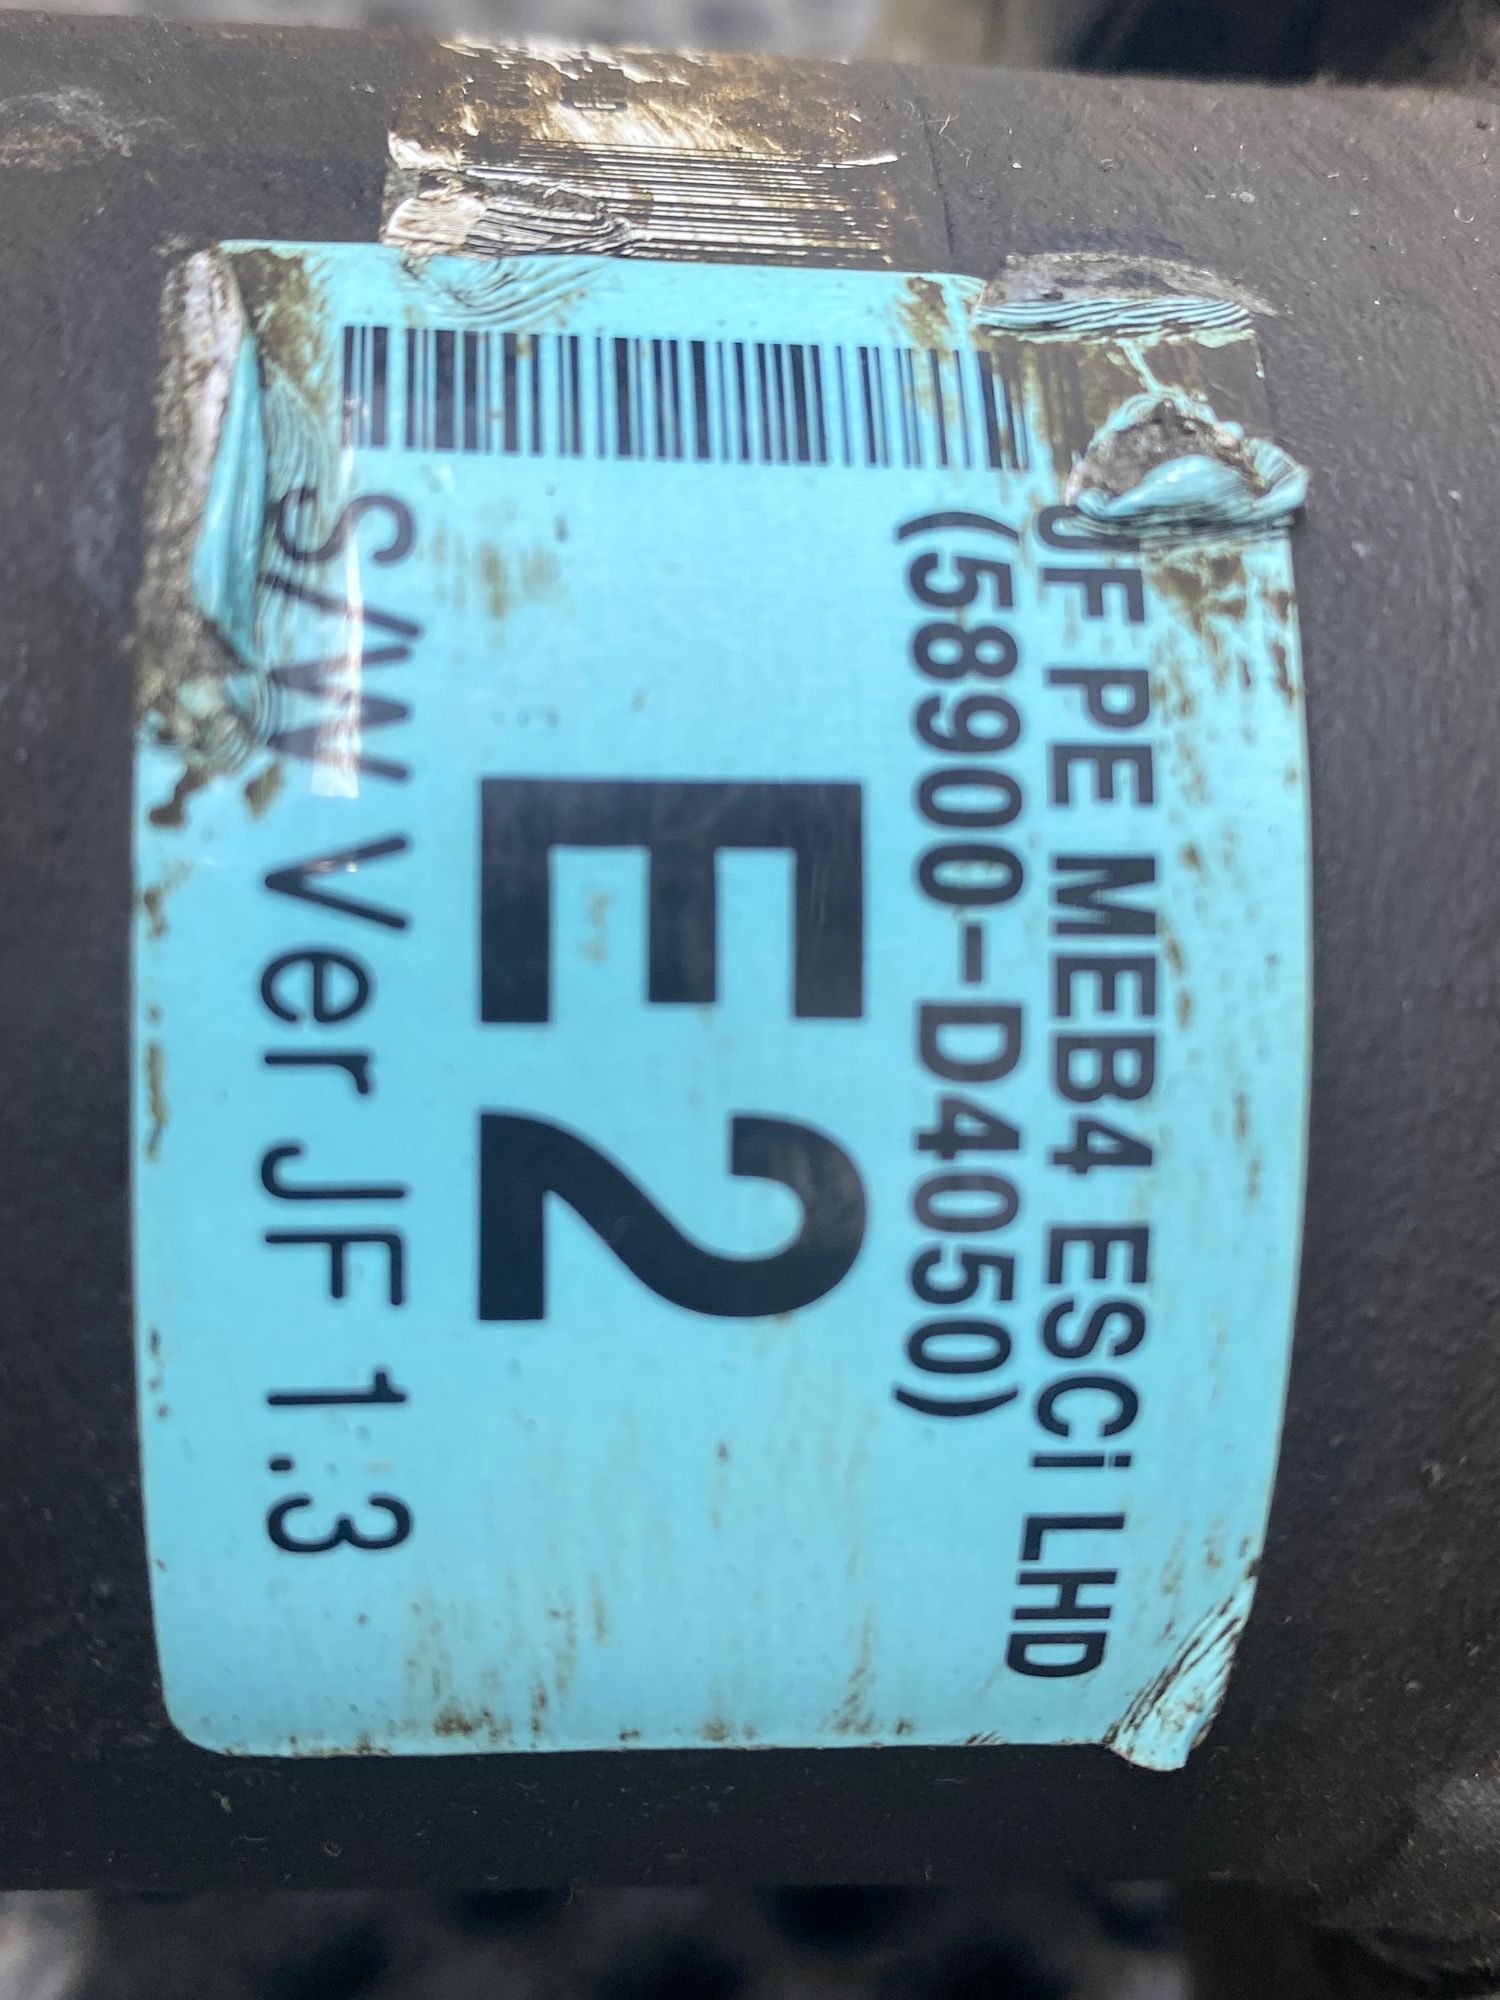 JF PE MEB4 ESCi LHD
(58900-D4050)
E2
S/W Ver JF 1.3